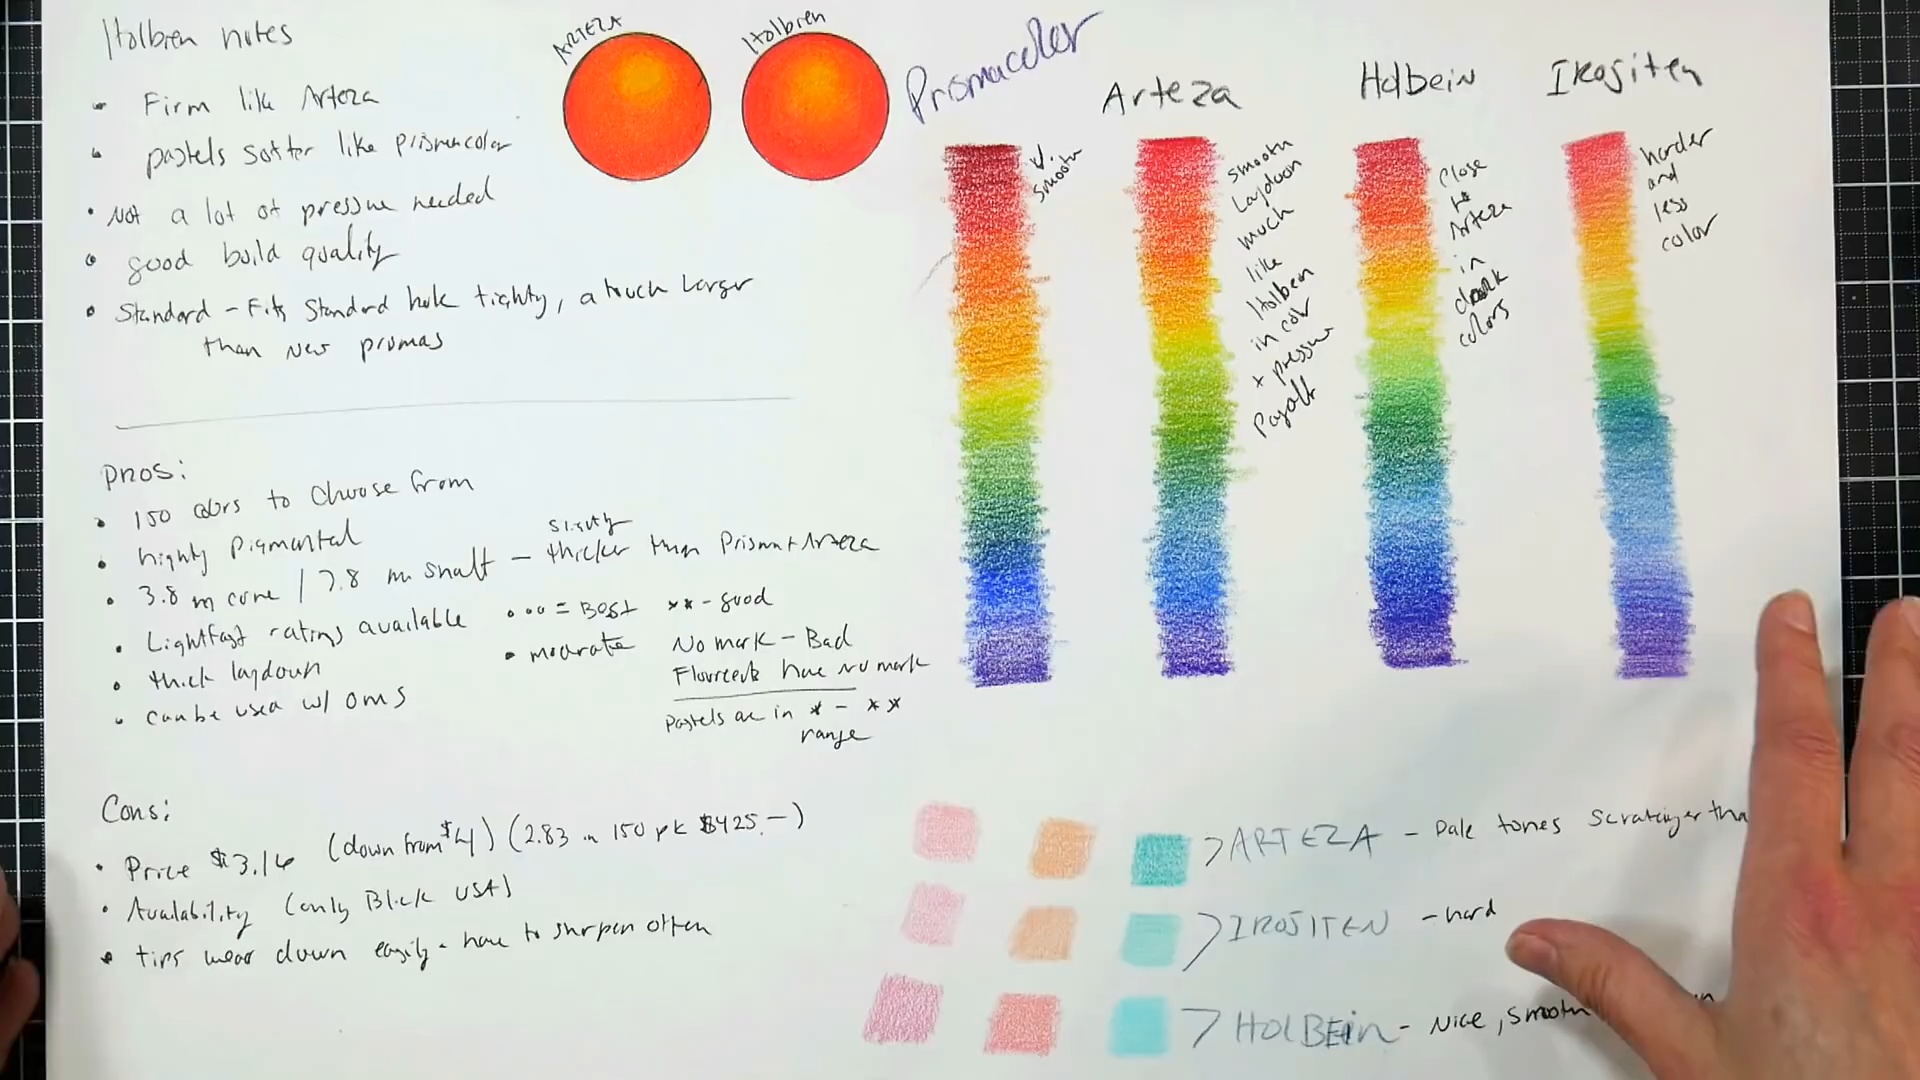 Holbien notes
- Firm like Arteza
- pastels softer like prismacolor
• Not a lot of pressure needed
• good build quality
• Standard - Fits Standard hole tightly, a touch larger
than new prismas
ARTEZA
Holbien
Prismacolor
Arteza
Holbein
Irojiten
v. smooth
smooth
Laydown
much
like
Holbein
in color
+ pressure
Payoff
close
to
Arteza
in
dark
colors
harder
and
less
color
Pros:
• 150 colors to choose from
• highly Pigmented
• 3.8 m core / 7.8 m shaft - slightly thicker than Prisma + Arteza
• Lightfast ratings available
• thick laydown
• can be used w/ oms
••• = Best ** - good
• moderate No mark - Bad
have no mark
Pastels are in * - **
range
Cons:
• Price $3.16 (down from $4) (2.83 in 150 pk $425.-)
• Availability (only Blick USA)
• tips wear down easily - have to sharpen often
> ARTEZA - Pale tones scratchier tha
> IROJITEN - hard
> HOLBEin - Nice, smooth